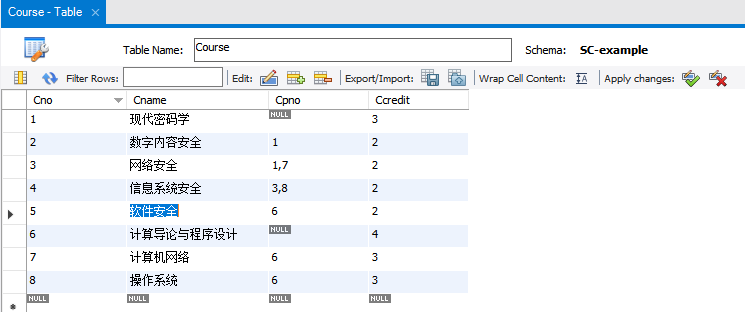 Course - Table ×
Table Name: Course Schema: SC-example
Filter Rows: Edit: Export/Import: Wrap Cell Content: IA Apply changes:
Cno Cname Cpno Ccredit
1 现代密码学 NULL 3
2 数字内容安全 1 2
3 网络安全 1,7 2
4 信息系统安全 3,8 2
5 软件安全 6 2
6 计算导论与程序设计 NULL 4
7 计算机网络 6 3
8 操作系统 6 3
NULL NULL NULL NULL